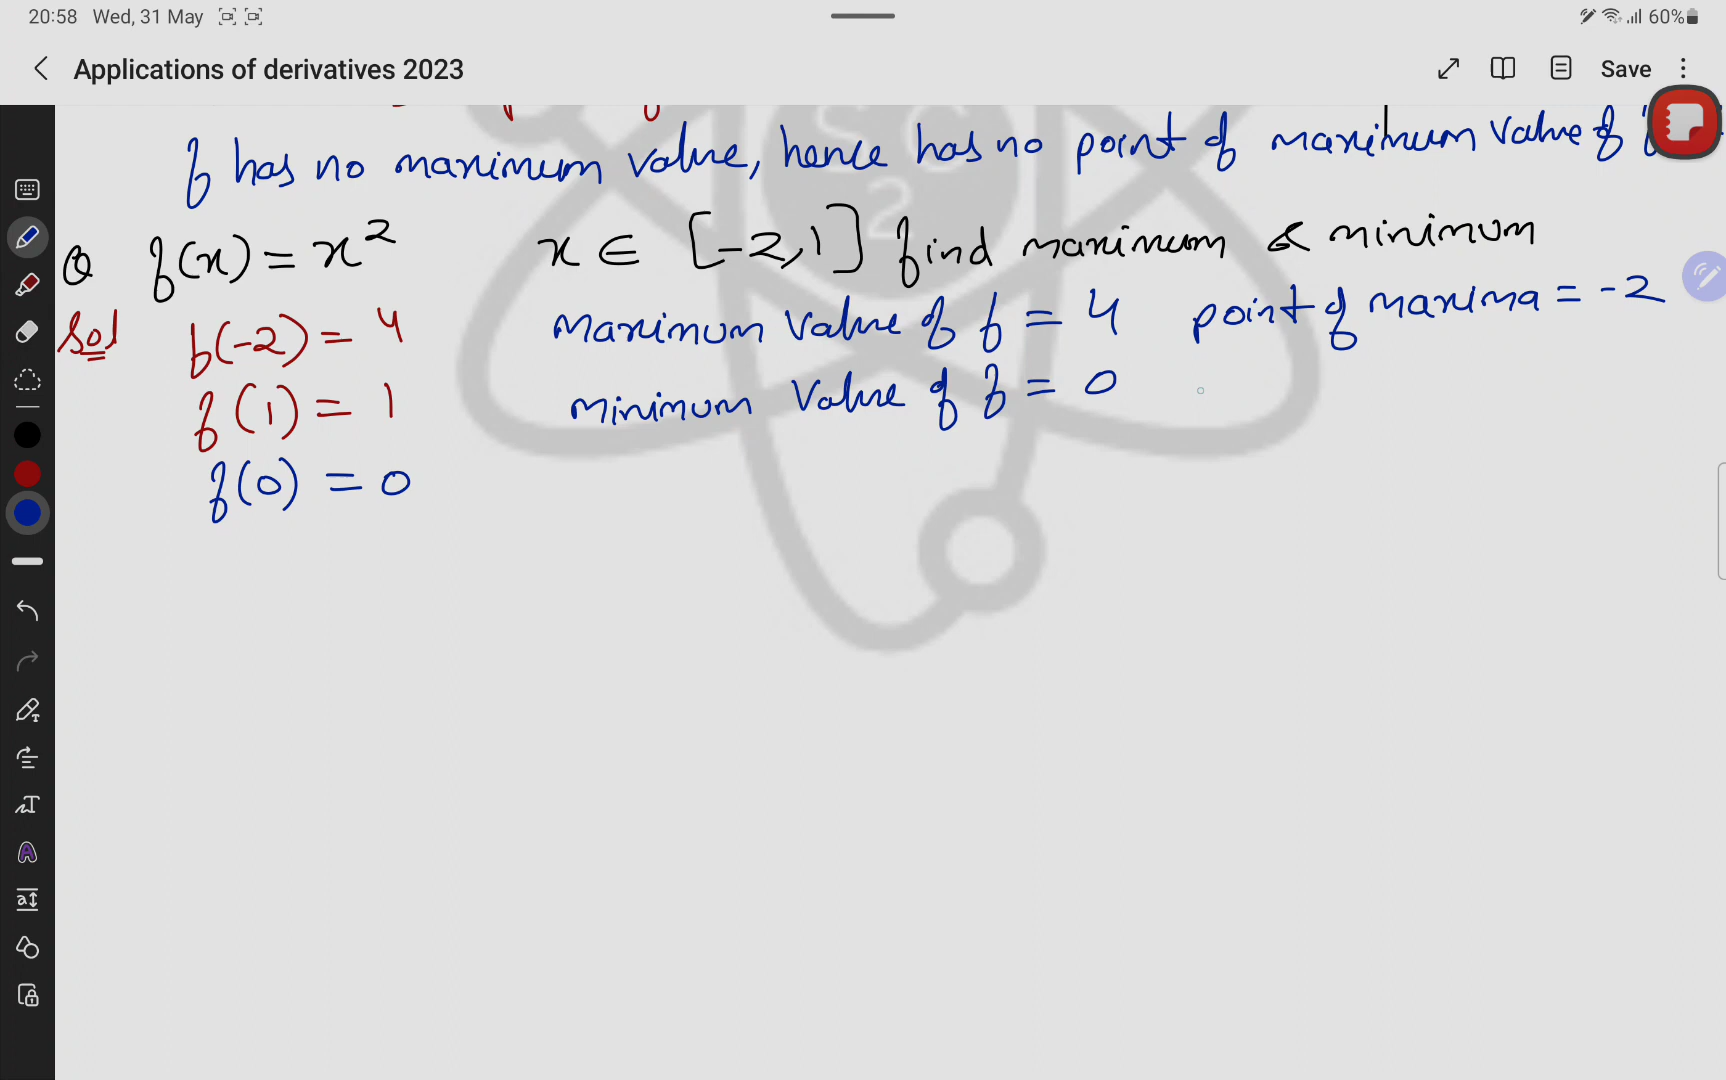 20:58 Wed, 31 May 60%
Applications of derivatives 2023 Save
f has no maximum value, hence has no point of maximum value of
Q f(x) = x² x ∈ [-2,1] find maximum & minimum
Sol f(-2) = 4 maximum value of f = 4 point of maxima = -2
f(1) = 1 minimum value of f = 0
f(0) = 0
SC
2